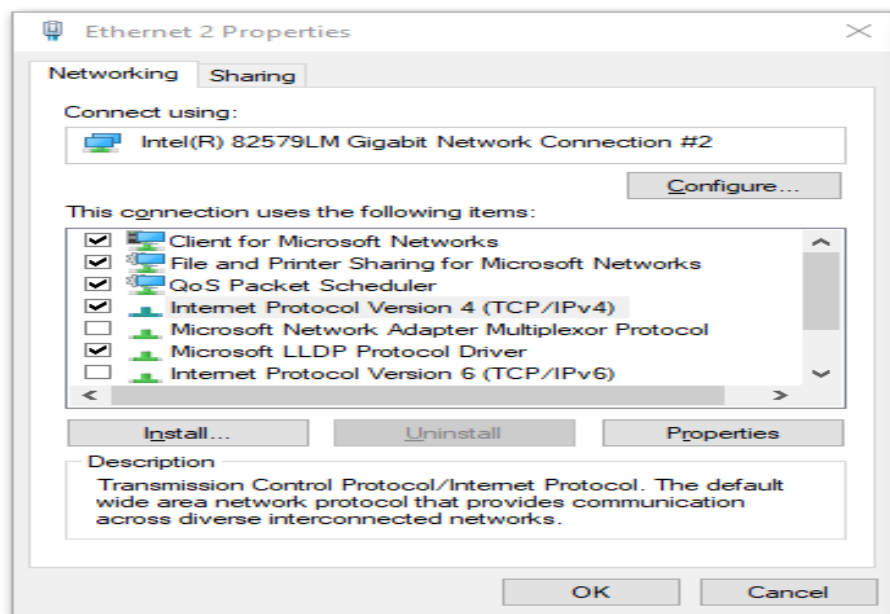 Ethernet 2 Properties
Networking
Sharing
Connect using:
Intel(R) 82579LM Gigabit Network Connection #2
Configure...
This connection uses the following items:
Client for Microsoft Networks
File and Printer Sharing for Microsoft Networks
QoS Packet Scheduler
Internet Protocol Version 4 (TCP/IPv4)
Microsoft Network Adapter Multiplexor Protocol
Microsoft LLDP Protocol Driver
Internet Protocol Version 6 (TCP/IPv6)
Install...
Uninstall
Properties
Description
Transmission Control Protocol/Internet Protocol. The default
wide area network protocol that provides communication
across diverse interconnected networks.
OK
Cancel